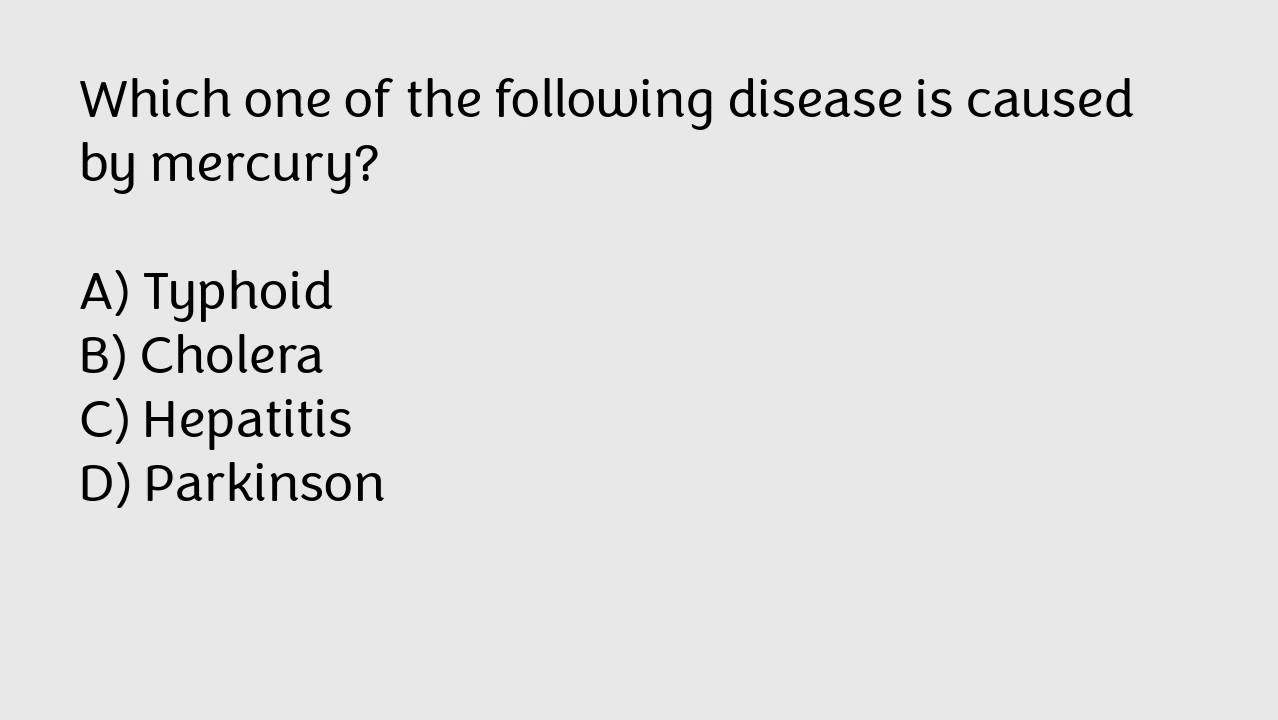 Which one of the following disease is caused
by mercury?
A) Typhoid
B) Cholera
C) Hepatitis
D) Parkinson